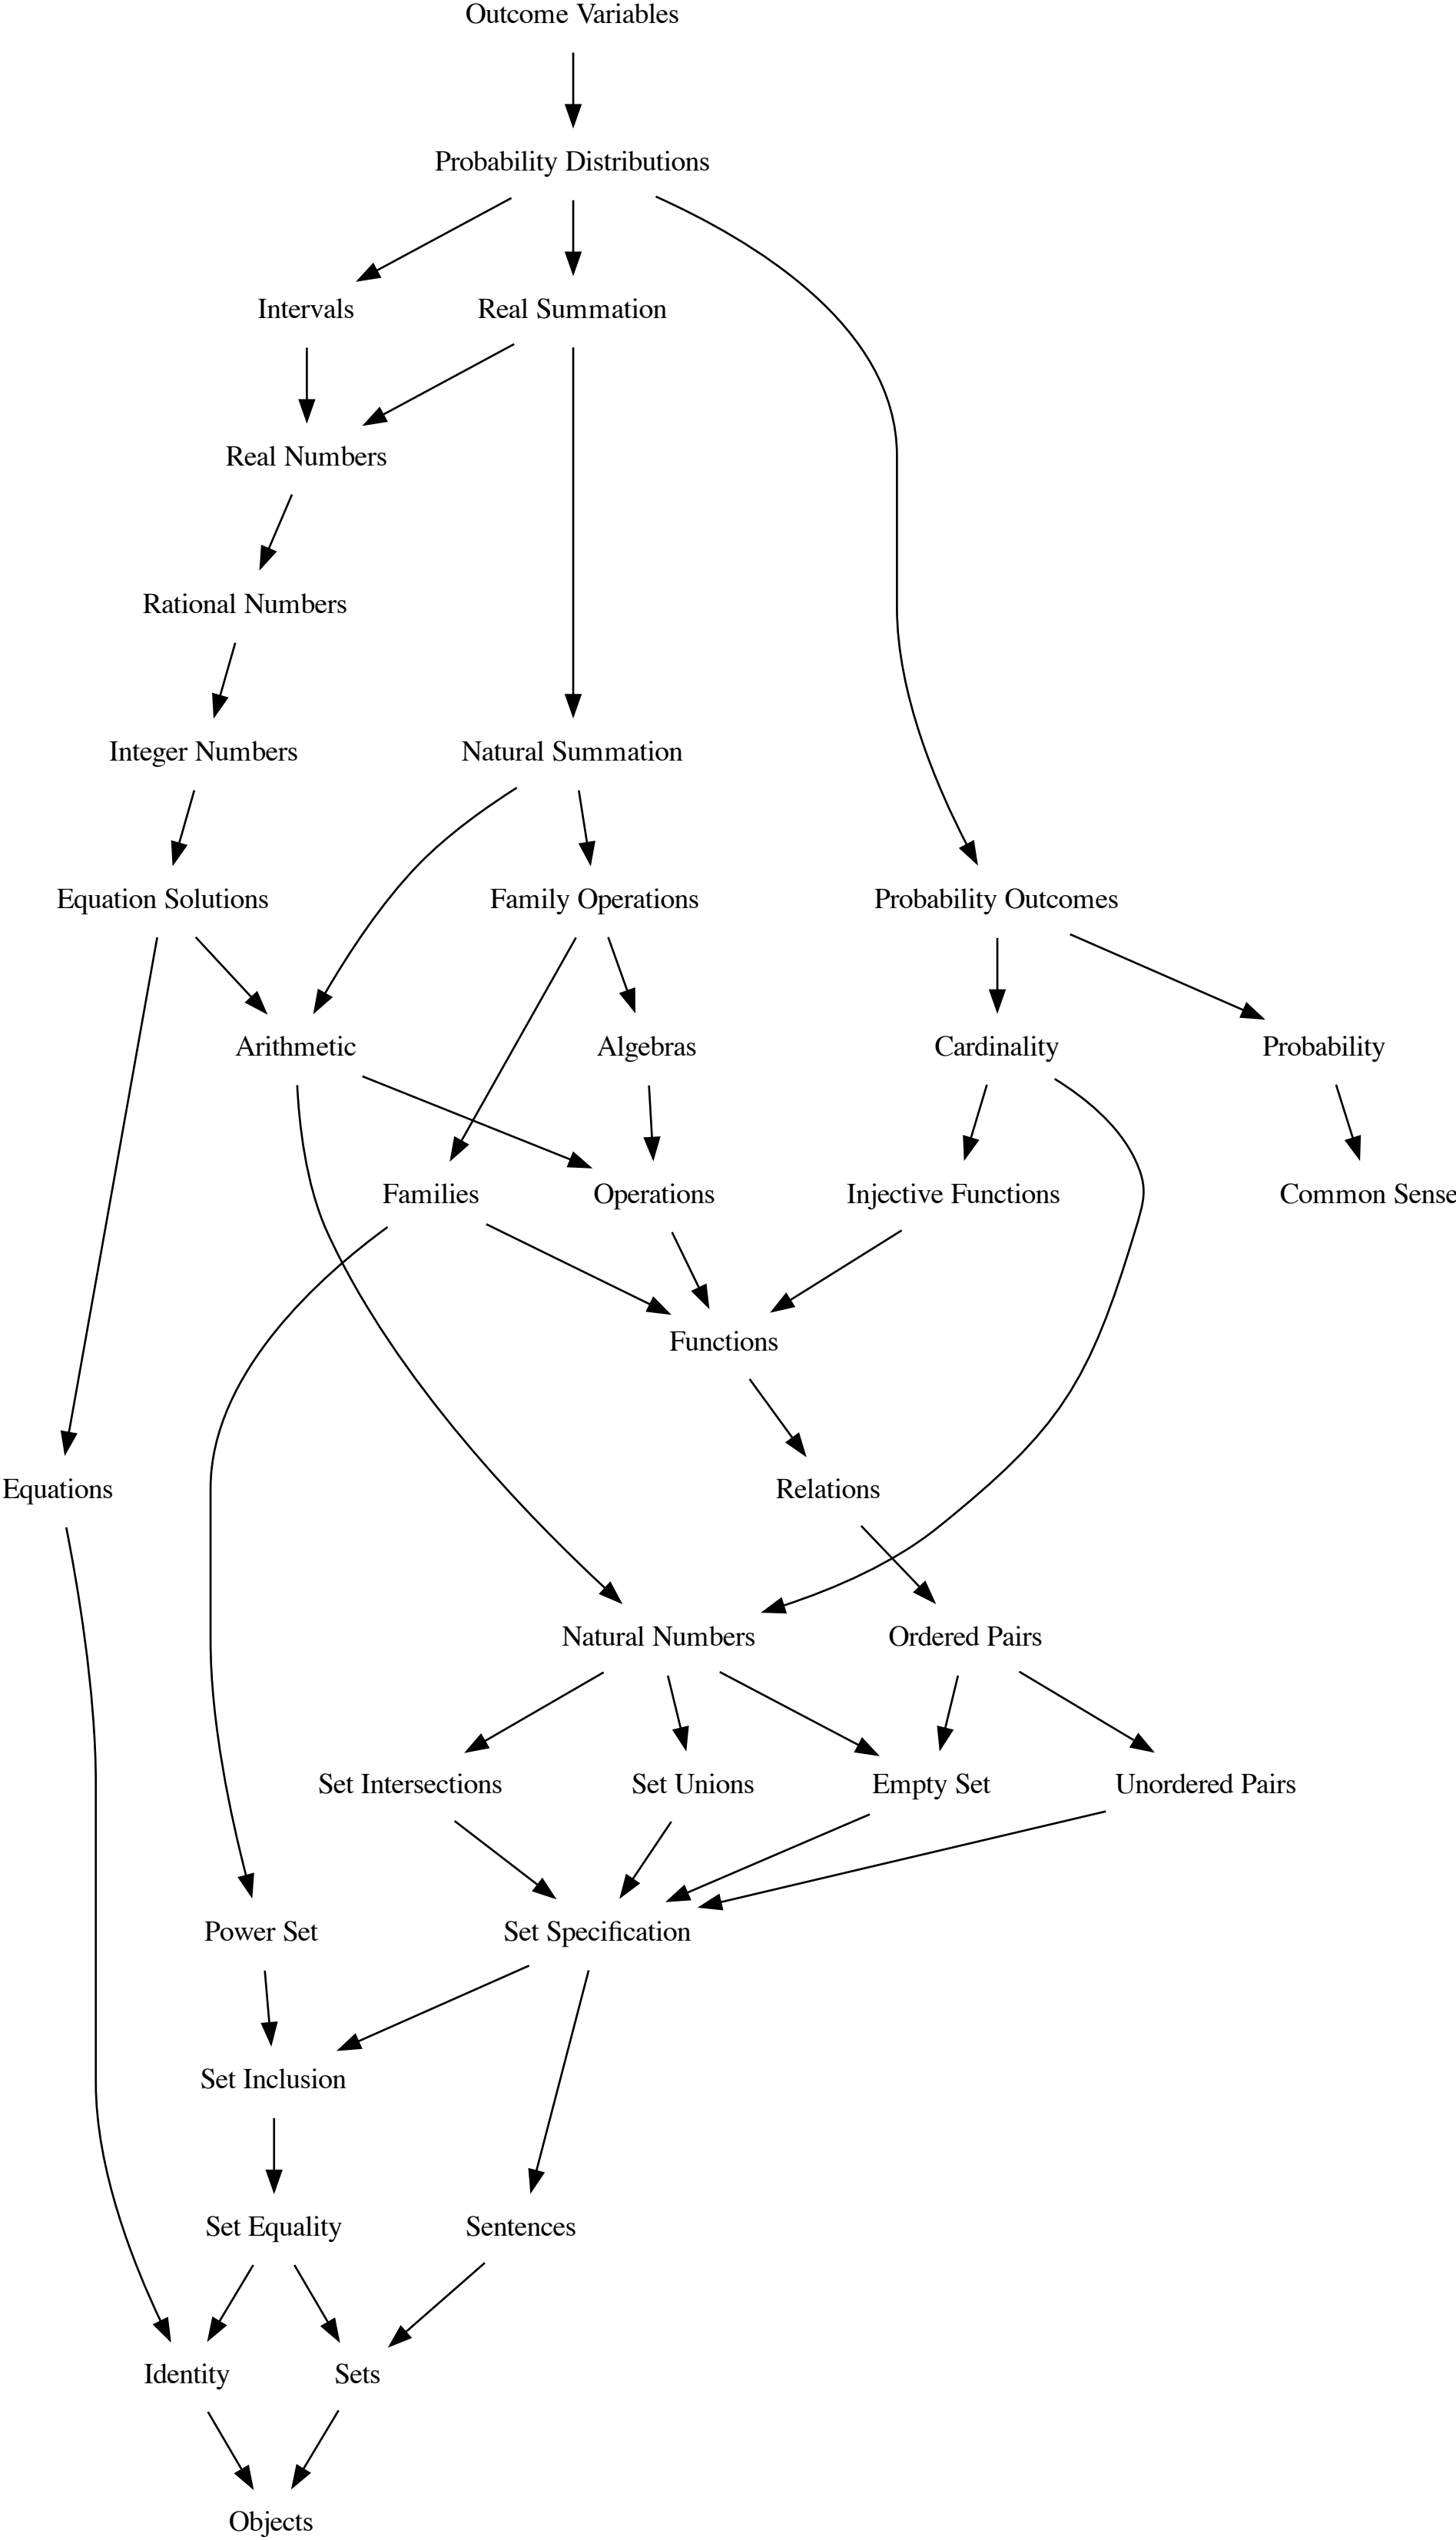 Outcome Variables
Probability Distributions
Intervals
Real Summation
Real Numbers
Rational Numbers
Integer Numbers
Natural Summation
Equation Solutions
Family Operations
Probability Outcomes
Arithmetic
Algebras
Cardinality
Probability
Families
Operations
Injective Functions
Common Sense
Functions
Equations
Relations
Natural Numbers
Ordered Pairs
Set Intersections
Set Unions
Empty Set
Unordered Pairs
Power Set
Set Specification
Set Inclusion
Set Equality
Sentences
Identity
Sets
Objects